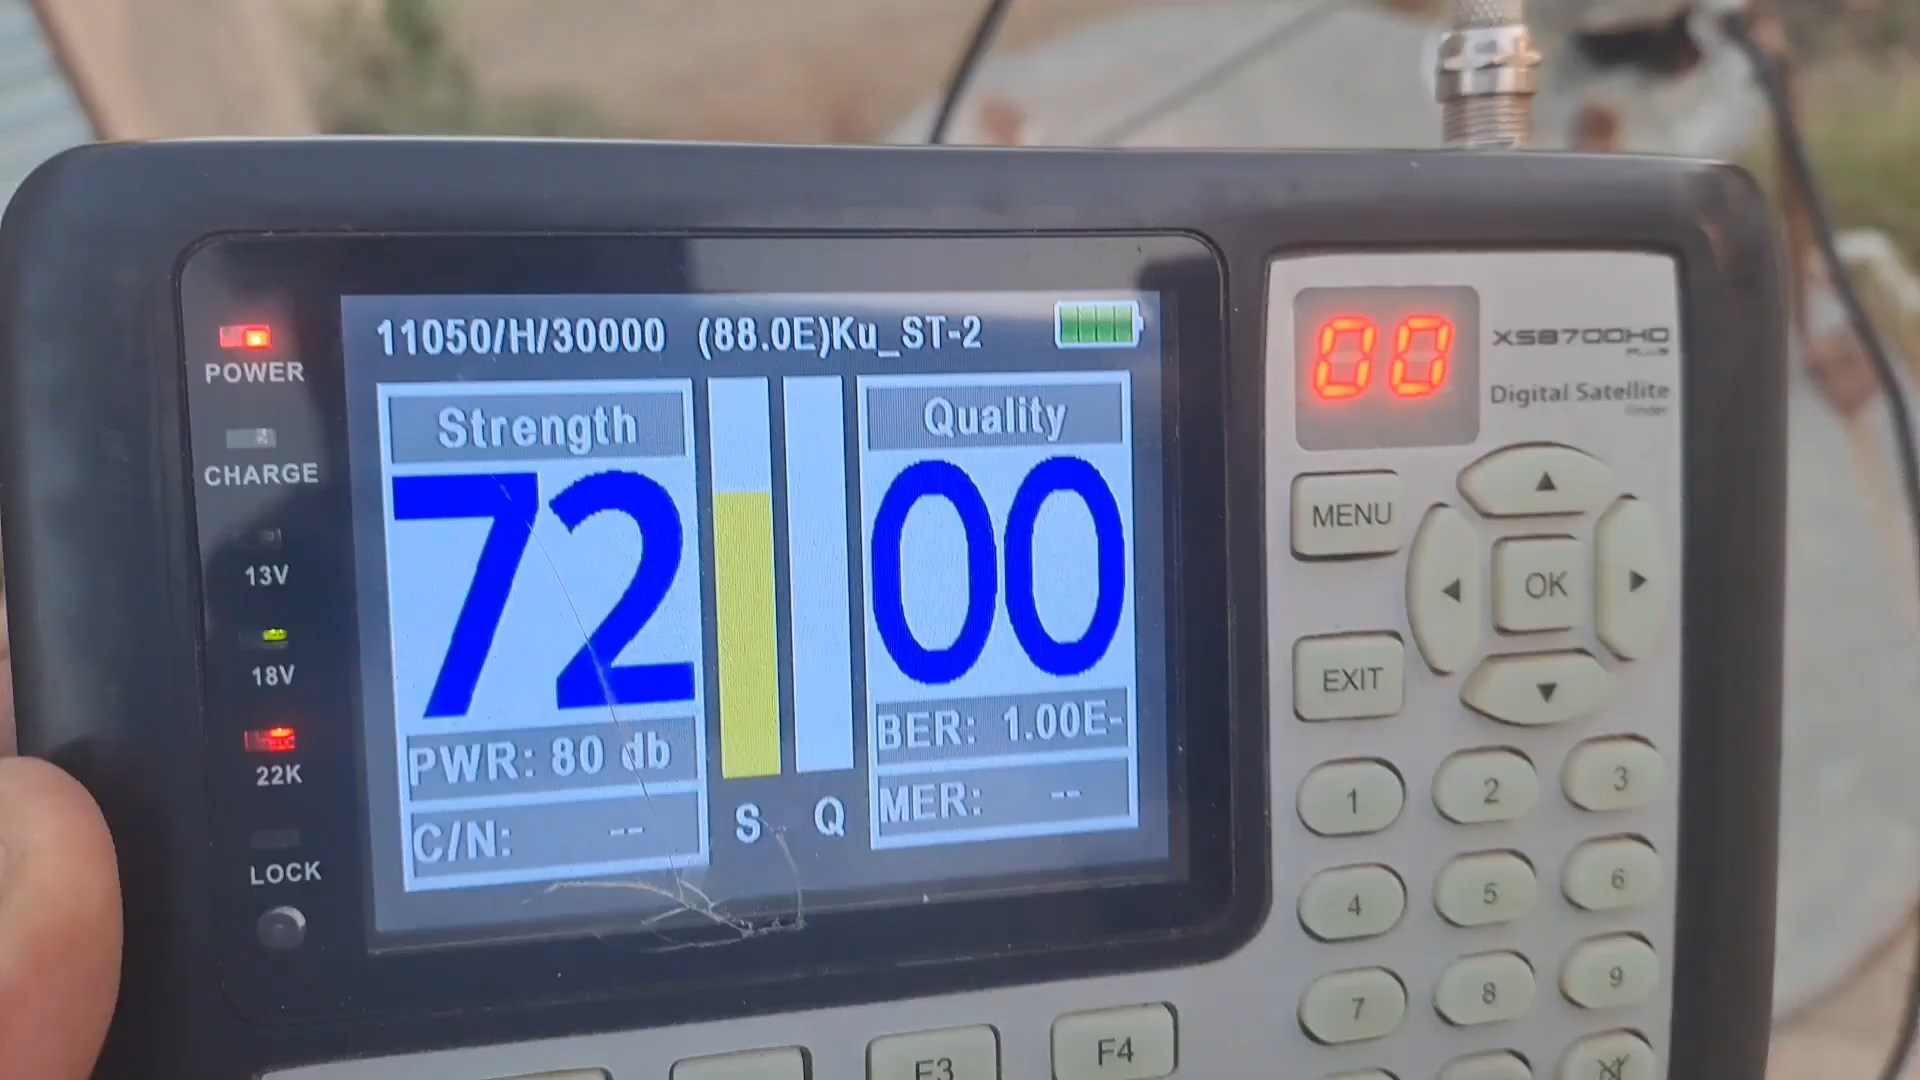 11050/H/30000 (88.0E)Ku_ST-2
Strength
72
PWR: 80 db
C/N: --
S Q
Quality
00
BER: 1.00E-
MER: --
POWER
CHARGE
13V
18V
22K
LOCK
00
XS8700HD
PLUS
Digital Satellite
Finder
MENU
OK
EXIT
1 2 3
4 5 6
7 8 9
F3 F4